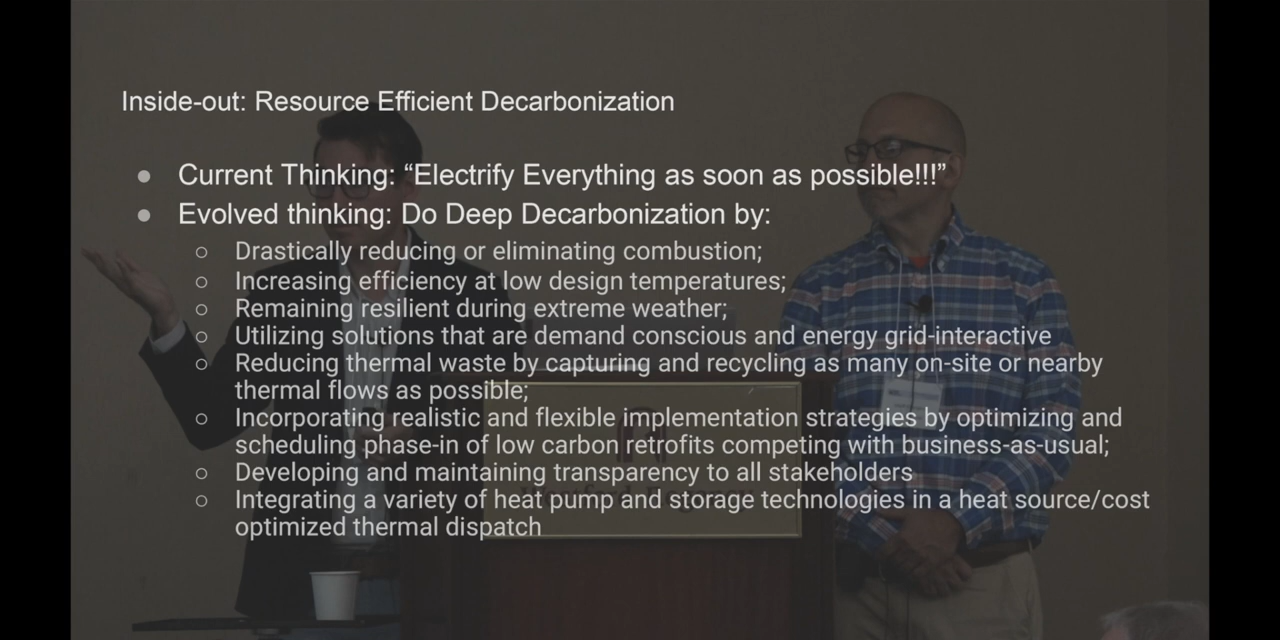 Inside-out: Resource Efficient Decarbonization
● Current Thinking: “Electrify Everything as soon as possible!!!”
● Evolved thinking: Do Deep Decarbonization by:
○ Drastically reducing or eliminating combustion;
○ Increasing efficiency at low design temperatures;
○ Remaining resilient during extreme weather;
○ Utilizing solutions that are demand conscious and energy grid-interactive
○ Reducing thermal waste by capturing and recycling as many on-site or nearby
thermal flows as possible;
○ Incorporating realistic and flexible implementation strategies by optimizing and
scheduling phase-in of low carbon retrofits competing with business-as-usual;
○ Developing and maintaining transparency to all stakeholders
○ Integrating a variety of heat pump and storage technologies in a heat source/cost
optimized thermal dispatch